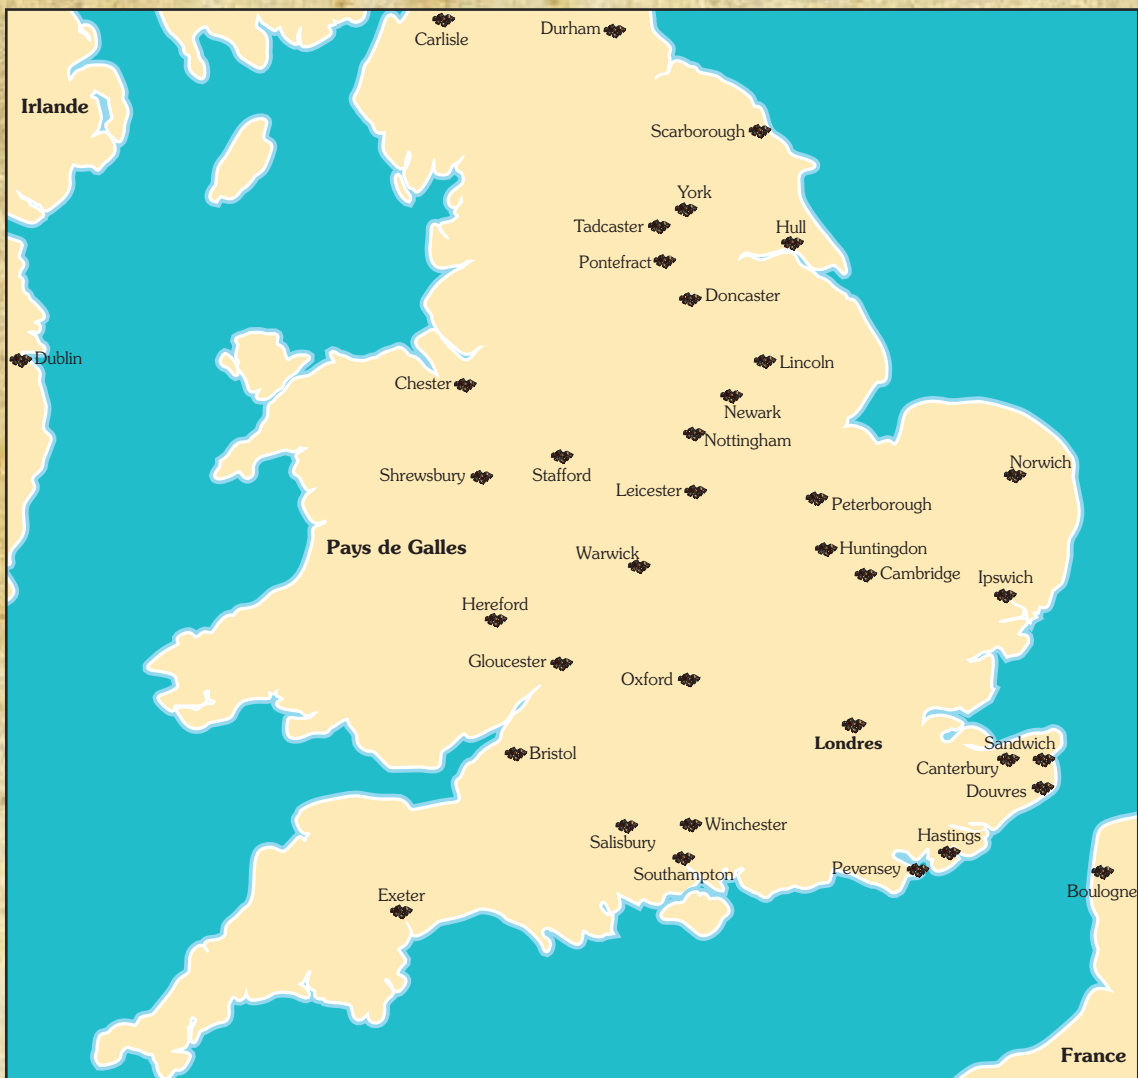 Carlisle
Durham
Irlande
Scarborough
York
Tadcaster
Hull
Pontefract
Doncaster
Dublin
Lincoln
Chester
Newark
Nottingham
Norwich
Shrewsbury
Stafford
Leicester
Peterborough
Pays de Galles
Warwick
Huntingdon
Cambridge
Ipswich
Hereford
Gloucester
Oxford
Londres
Sandwich
Bristol
Canterbury
Douvres
Winchester
Salisbury
Hastings
Southampton
Pevensey
Boulogne
Exeter
France